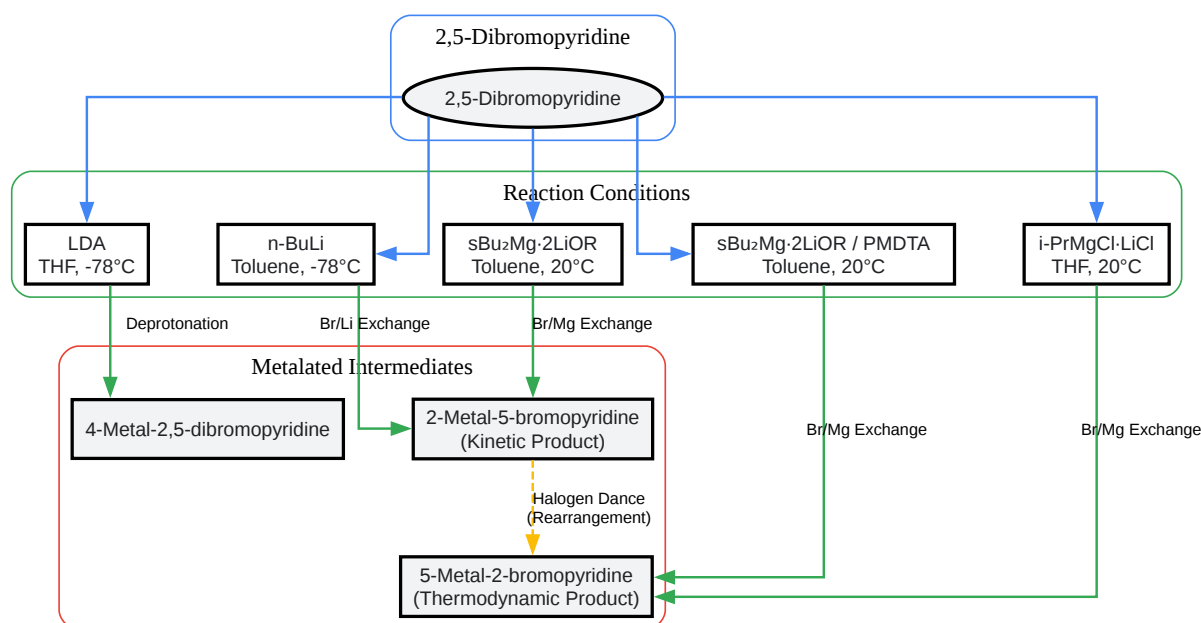 2,5-Dibromopyridine
2,5-Dibromopyridine
Reaction Conditions
LDA
THF, -78°C
n-BuLi
Toluene, -78°C
sBu₂Mg·2LiOR
Toluene, 20°C
sBu₂Mg·2LiOR / PMDTA
Toluene, 20°C
i-PrMgCl·LiCl
THF, 20°C
Deprotonation
Br/Li Exchange
Br/Mg Exchange
Metalated Intermediates
4-Metal-2,5-dibromopyridine
2-Metal-5-bromopyridine
(Kinetic Product)
Br/Mg Exchange
Br/Mg Exchange
Halogen Dance
(Rearrangement)
5-Metal-2-bromopyridine
(Thermodynamic Product)